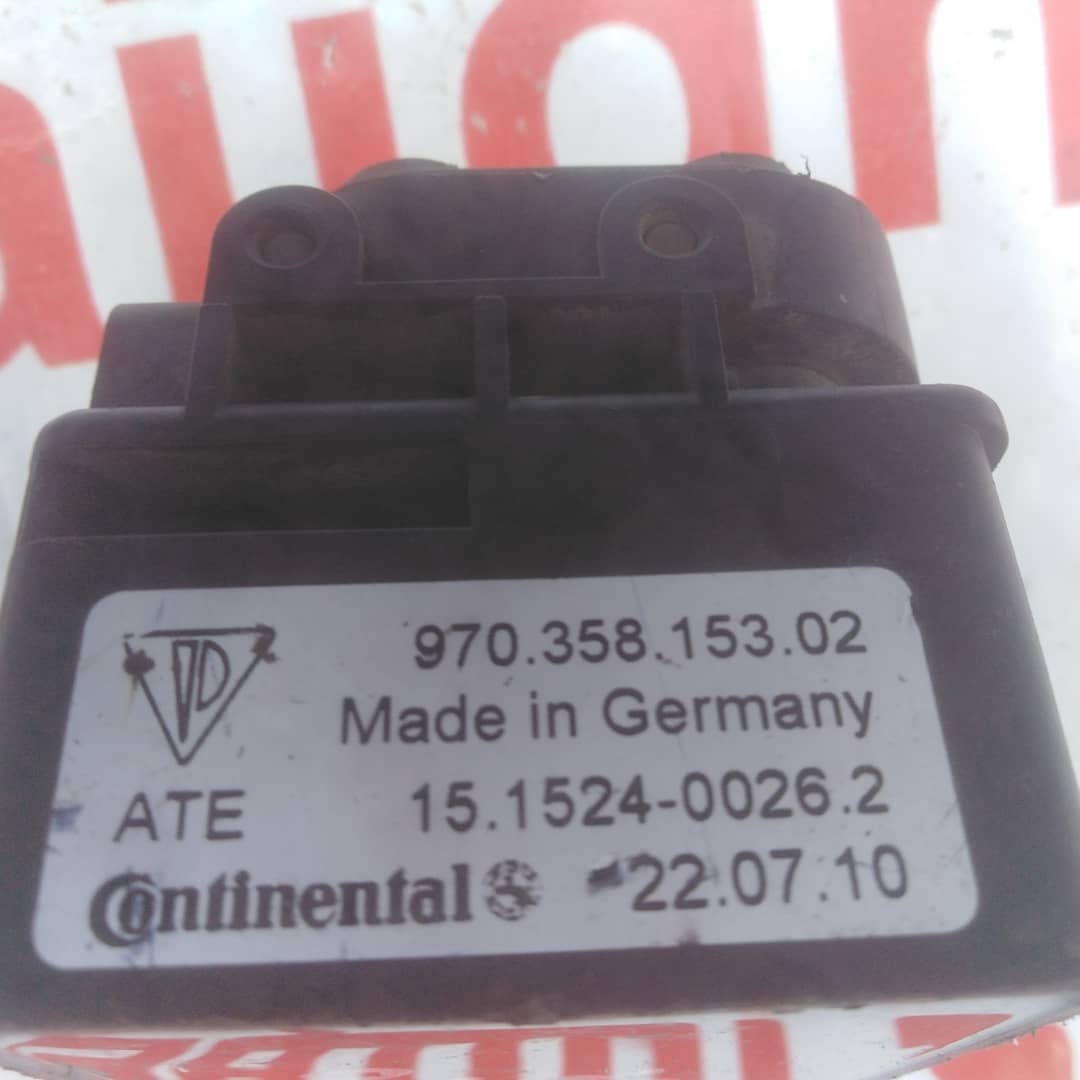 970.358.153.02
Made in Germany
ATE 15.1524-0026.2
Continental 22.07.10